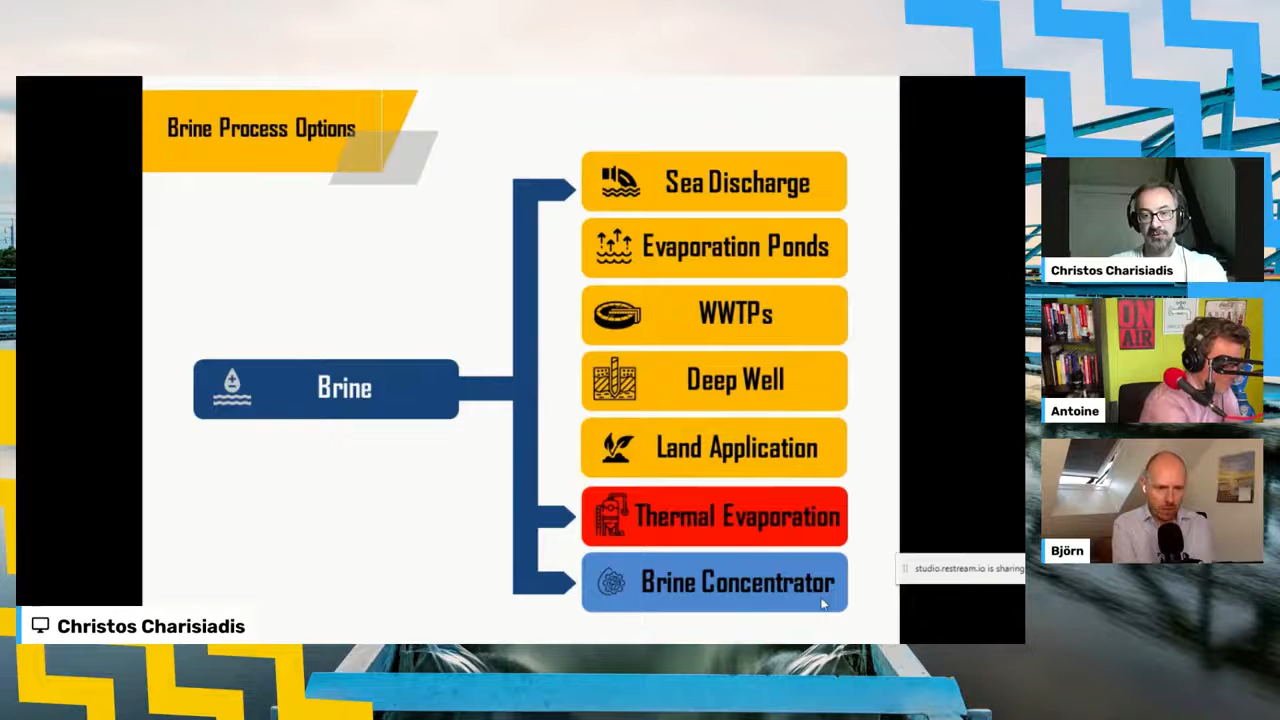 Brine Process Options
Sea Discharge
Evaporation Ponds
WWTPs
Deep Well
Brine
Land Application
Thermal Evaporation
Brine Concentrator
studio.restream.io is sharing
Christos Charisiadis
Christos Charisiadis
ON
AIR
Antoine
Björn